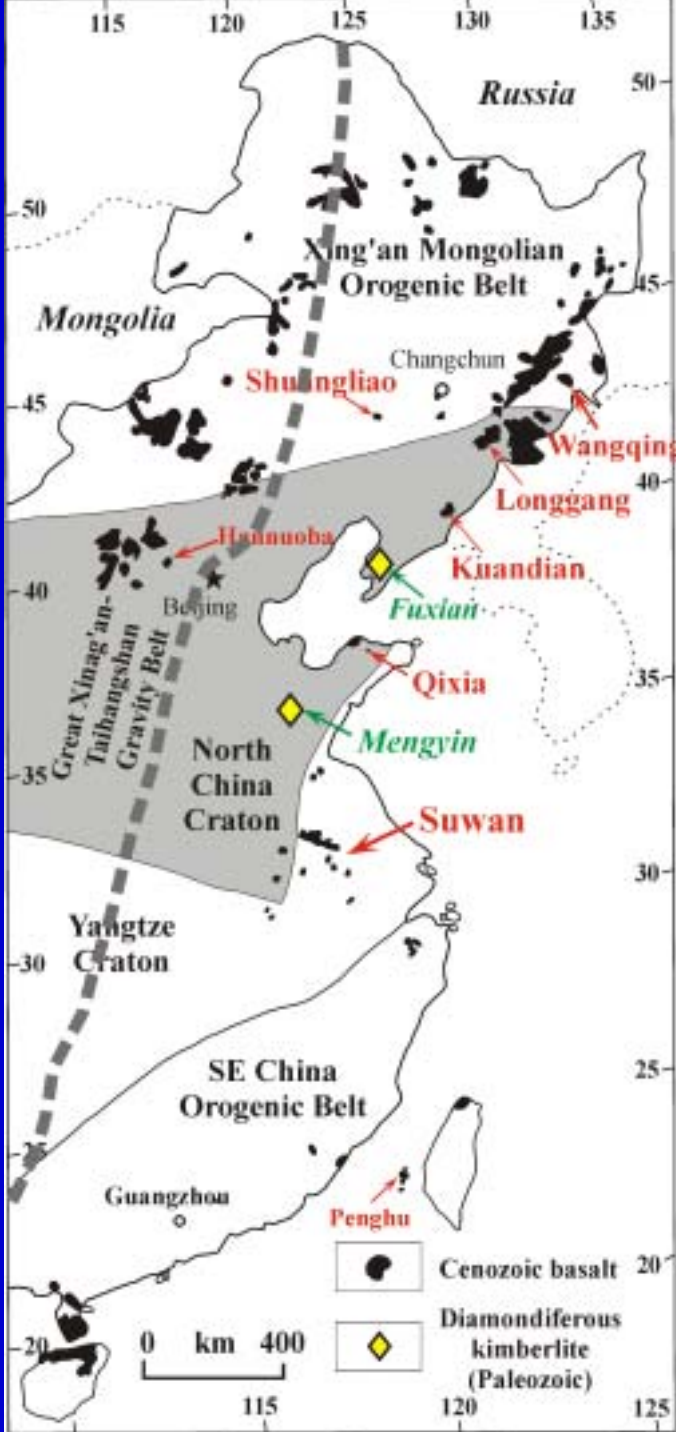 115 120 125 130 135
Russia
50
50
Xing'an Mongolian
Orogenic Belt
45
Mongolia
Changchun
Shuangliao
45
Wangqing
Longgang
40
Hannuoba
Kuandian
40
Beijing
Fuxian
Great Xinag'an-
Taihangshan
Gravity Belt
35
Qixia
Mengyin
North
China
Craton
35
Suwan
30
Yangtze
Craton
30
SE China
Orogenic Belt
25
25
Guangzhou
Penghu
Cenozoic basalt
20
Diamondiferous
kimberlite
(Paleozoic)
0 km 400
20
115 120 125